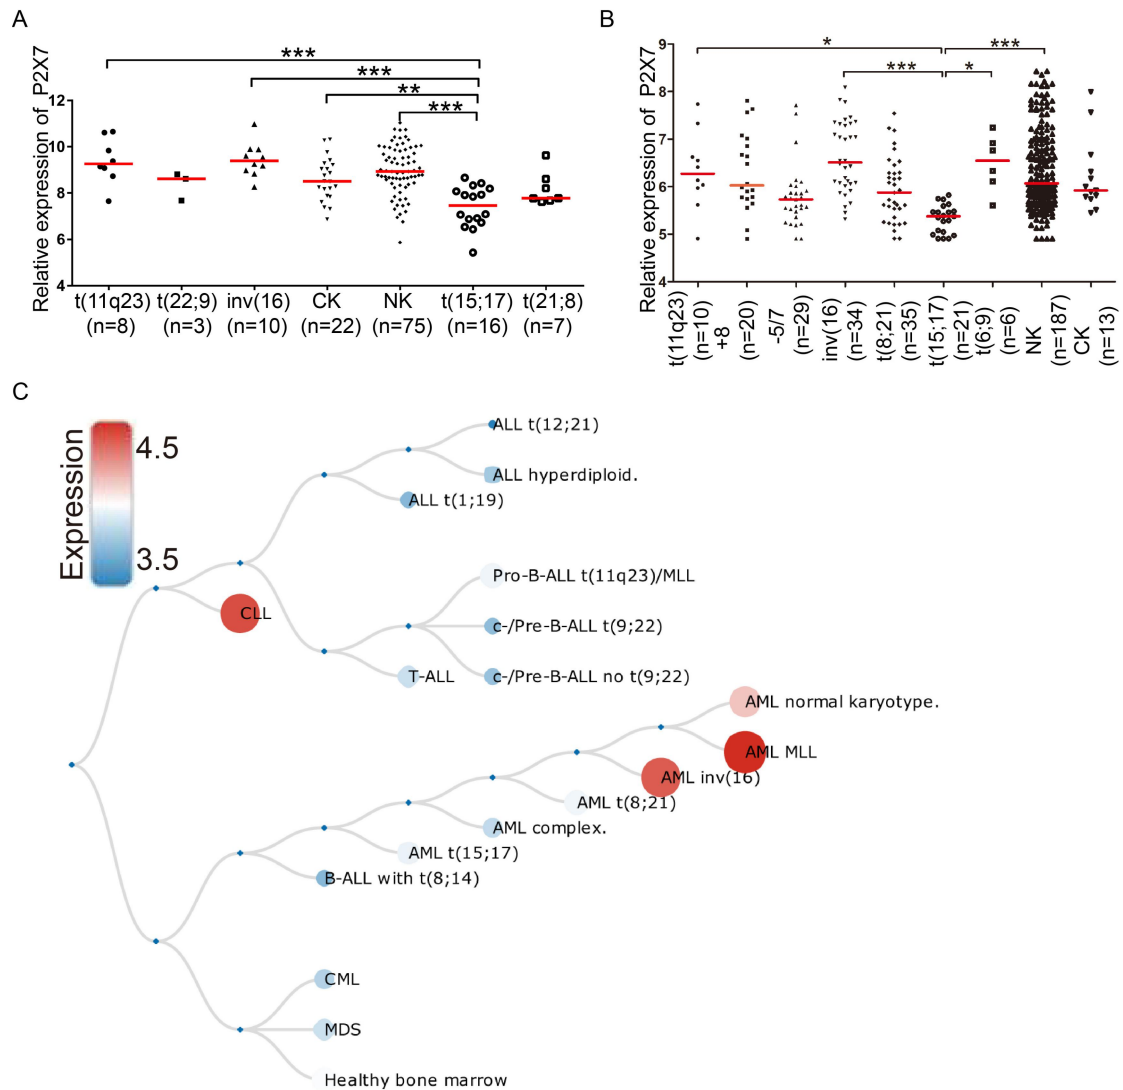 A
Relative expression of P2X7
***
***
**
***
12
10
8
6
4
t(11q23)
(n=8)
t(22;9)
(n=3)
inv(16)
(n=10)
CK
(n=22)
NK
(n=75)
t(15;17)
(n=16)
t(21;8)
(n=7)
B
Relative expression of P2X7
*
***
***
*
9
8
7
6
5
4
t(11q23)
(n=10)
+8
(n=20)
-5/7
(n=29)
inv(16)
(n=34)
t(8;21)
(n=35)
t(15;17)
(n=21)
t(6;9)
(n=6)
NK
(n=187)
CK
(n=13)
C
Expression
4.5
3.5
ALL t(12;21)
ALL hyperdiploid.
ALL t(1;19)
Pro-B-ALL t(11q23)/MLL
CLL
c-/Pre-B-ALL t(9;22)
T-ALL
c-/Pre-B-ALL no t(9;22)
AML normal karyotype.
AML MLL
AML inv(16)
AML t(8;21)
AML complex.
AML t(15;17)
B-ALL with t(8;14)
CML
MDS
Healthy bone marrow